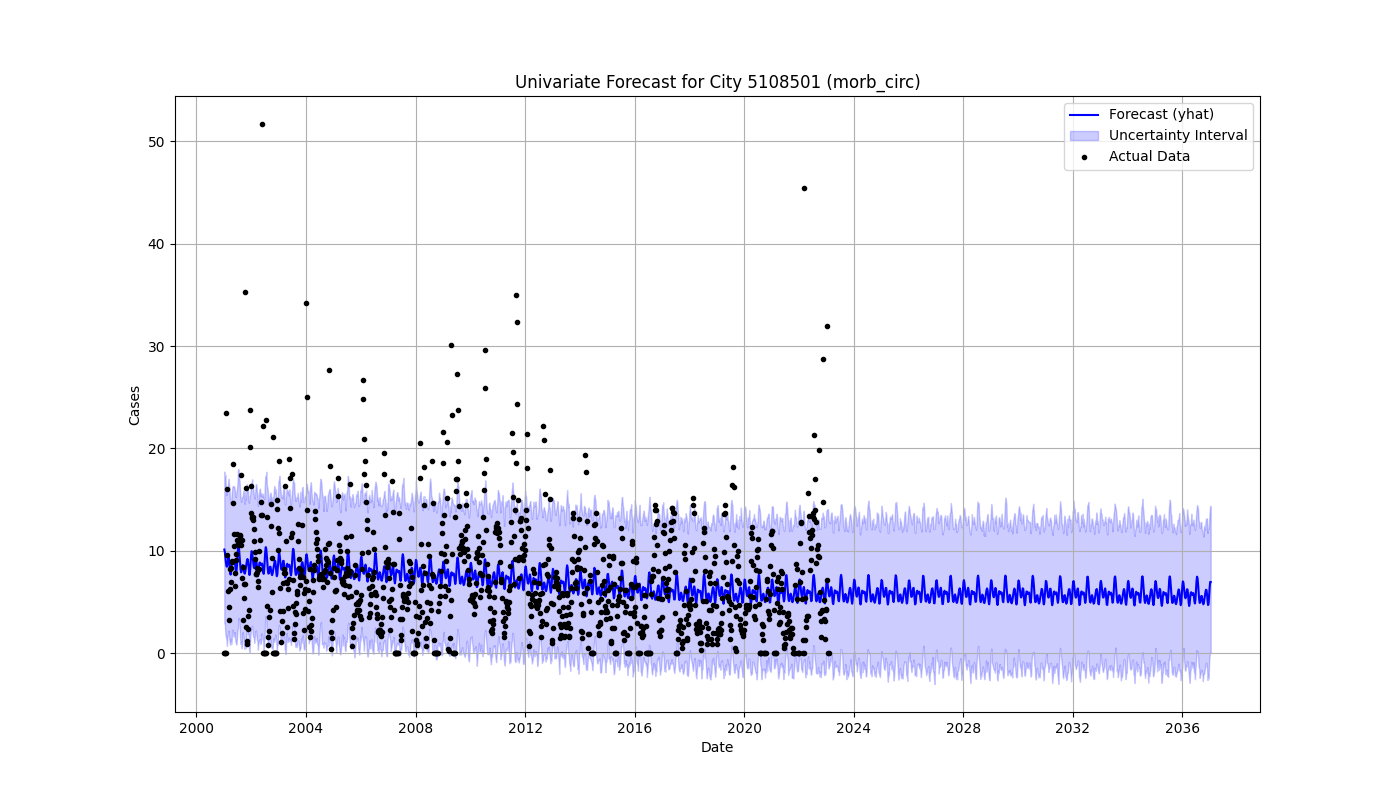 Univariate Forecast for City 5108501 (morb_circ)
Forecast (yhat)
Uncertainty Interval
Actual Data
50
40
30
20
10
0
Cases
2000 2004 2008 2012 2016 2020 2024 2028 2032 2036
Date